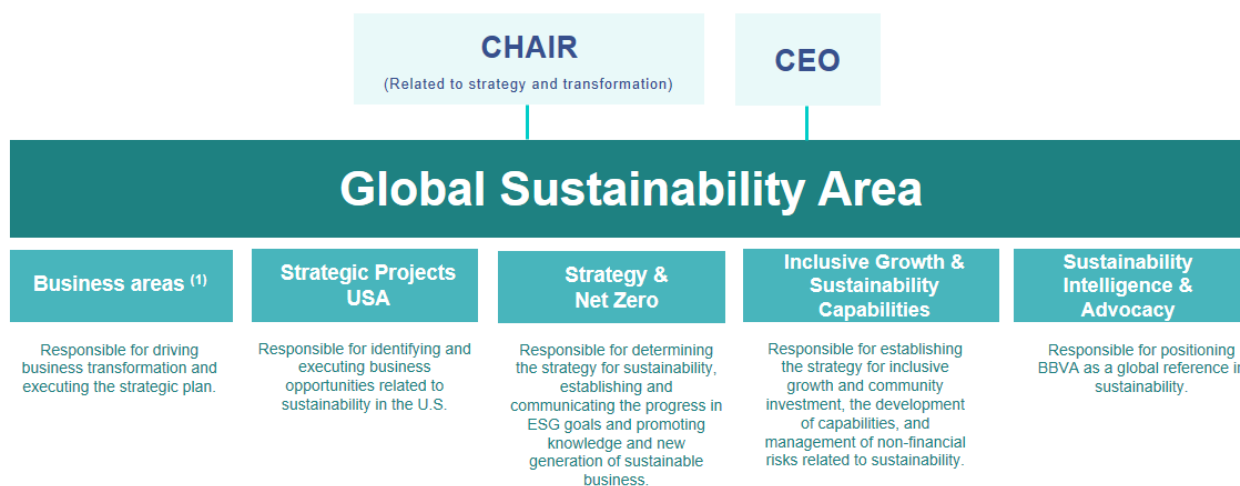 CHAIR
(Related to strategy and transformation)
CEO
Global Sustainability Area
Business areas (1)
Responsible for driving
business transformation and
executing the strategic plan.
Strategic Projects
USA
Responsible for identifying and
executing business
opportunities related to
sustainability in the U.S.
Strategy &
Net Zero
Responsible for determining
the strategy for sustainability,
establishing and
communicating the progress in
ESG goals and promoting
knowledge and new
generation of sustainable
business.
Inclusive Growth &
Sustainability
Capabilities
Responsible for establishing
the strategy for inclusive
growth and community
investment, the development
of capabilities, and
management of non-financial
risks related to sustainability.
Sustainability
Intelligence &
Advocacy
Responsible for positioning
BBVA as a global reference in
sustainability.